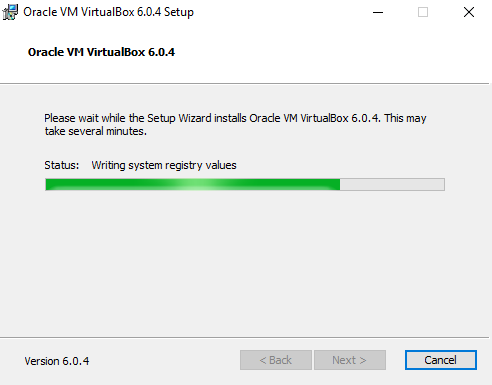 Oracle VM VirtualBox 6.0.4 Setup
Oracle VM VirtualBox 6.0.4
Please wait while the Setup Wizard installs Oracle VM VirtualBox 6.0.4. This may
take several minutes.
Status: Writing system registry values
Version 6.0.4
< Back
Next >
Cancel